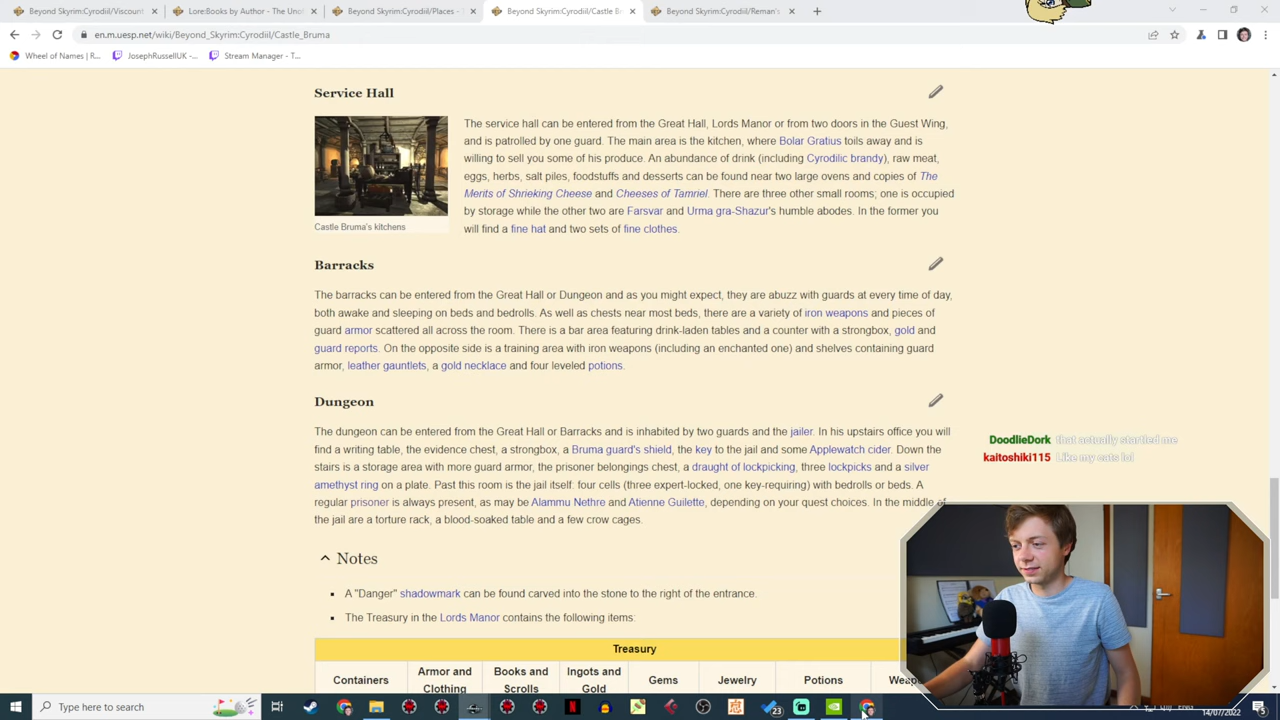 Beyond Skyrim:Cyrodiil/Viscount
Lore:Books by Author - The Unof
Beyond Skyrim:Cyrodiil/Places - T
Beyond Skyrim:Cyrodiil/Castle Br
Beyond Skyrim:Cyrodiil/Reman's
en.m.uesp.net/wiki/Beyond_Skyrim:Cyrodiil/Castle_Bruma
Wheel of Names | R...
JosephRussellUK -...
Stream Manager - T...
Service Hall
The service hall can be entered from the Great Hall, Lords Manor or from two doors in the Guest Wing,
and is patrolled by one guard. The main area is the kitchen, where Bolar Gratius toils away and is
willing to sell you some of his produce. An abundance of drink (including Cyrodilic brandy), raw meat,
eggs, herbs, salt piles, foodstuffs and desserts can be found near two large ovens and copies of The
Merits of Shrieking Cheese and Cheeses of Tamriel. There are three other small rooms; one is occupied
by storage while the other two are Farsvar and Urma gra-Shazur's humble abodes. In the former you
will find a fine hat and two sets of fine clothes.
Castle Bruma's kitchens
Barracks
The barracks can be entered from the Great Hall or Dungeon and as you might expect, they are abuzz with guards at every time of day,
both awake and sleeping on beds and bedrolls. As well as chests near most beds, there are a variety of iron weapons and pieces of
guard armor scattered all across the room. There is a bar area featuring drink-laden tables and a counter with a strongbox, gold and
guard reports. On the opposite side is a training area with iron weapons (including an enchanted one) and shelves containing guard
armor, leather gauntlets, a gold necklace and four leveled potions.
Dungeon
The dungeon can be entered from the Great Hall or Barracks and is inhabited by two guards and the jailer. In his upstairs office you will
find a writing table, the evidence chest, a strongbox, a Bruma guard's shield, the key to the jail and some Applewatch cider. Down the
stairs is a storage area with more guard armor, the prisoner belongings chest, a draught of lockpicking, three lockpicks and a silver
amethyst ring on a plate. Past this room is the jail itself: four cells (three expert-locked, one key-requiring) with bedrolls or beds. A
regular prisoner is always present, as may be Alammu Nethre and Atienne Guilette, depending on your quest choices. In the middle of
the jail are a torture rack, a blood-soaked table and a few crow cages.
DoodlieDork that actually startled me
kaitoshiki115 Like my cats lol
Notes
A "Danger" shadowmark can be found carved into the stone to the right of the entrance.
The Treasury in the Lords Manor contains the following items:
Treasury
Containers
Armor and Clothing
Books and Scrolls
Ingots and Gold
Gems
Jewelry
Potions
Type here to search
23
14/07/2022